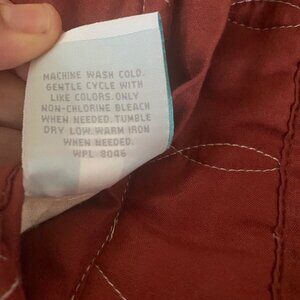 MACHINE WASH COLD.
GENTLE CYCLE WITH
LIKE COLORS. ONLY
NON-CHLORINE BLEACH
WHEN NEEDED. TUMBLE
DRY LOW. WARM IRON
WHEN NEEDED.
WPL 8046